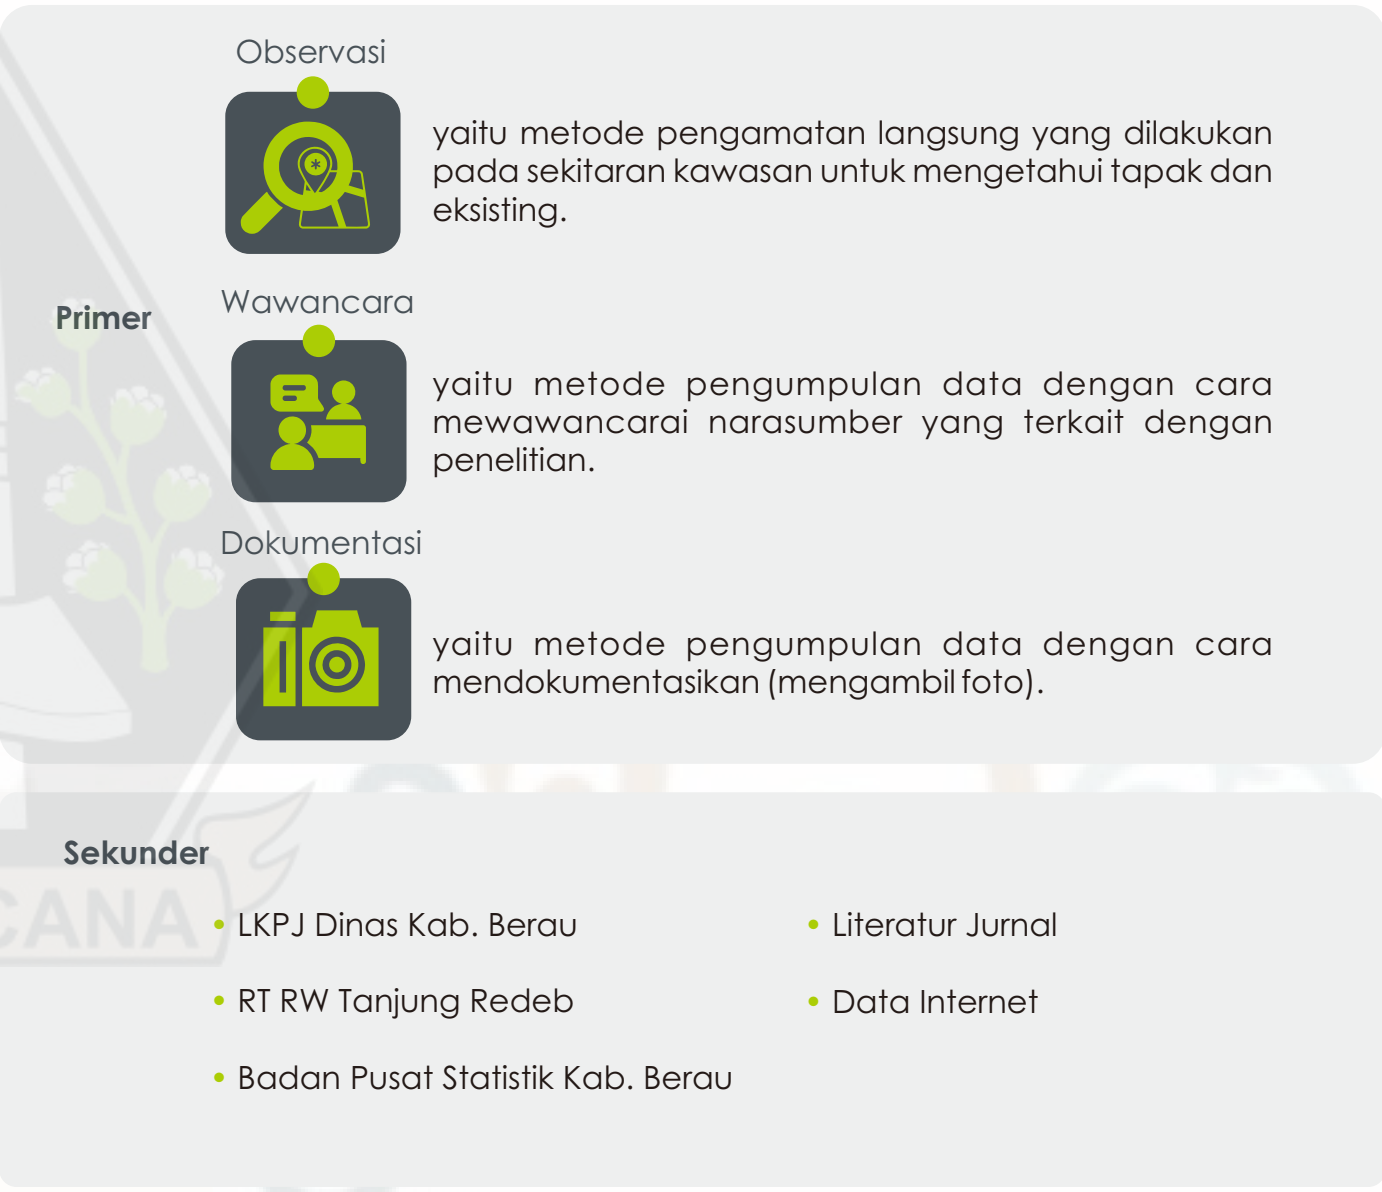 Observasi
yaitu metode pengamatan langsung yang dilakukan
pada sekitaran kawasan untuk mengetahui tapak dan
eksisting.
Primer
Wawancara
yaitu metode pengumpulan data dengan cara
mewawancarai narasumber yang terkait dengan
penelitian.
Dokumentasi
yaitu metode pengumpulan data dengan cara
mendokumentasikan (mengambil foto).
Sekunder
• LKPJ Dinas Kab. Berau
• RT RW Tanjung Redeb
• Badan Pusat Statistik Kab. Berau
• Literatur Jurnal
• Data Internet
CANA